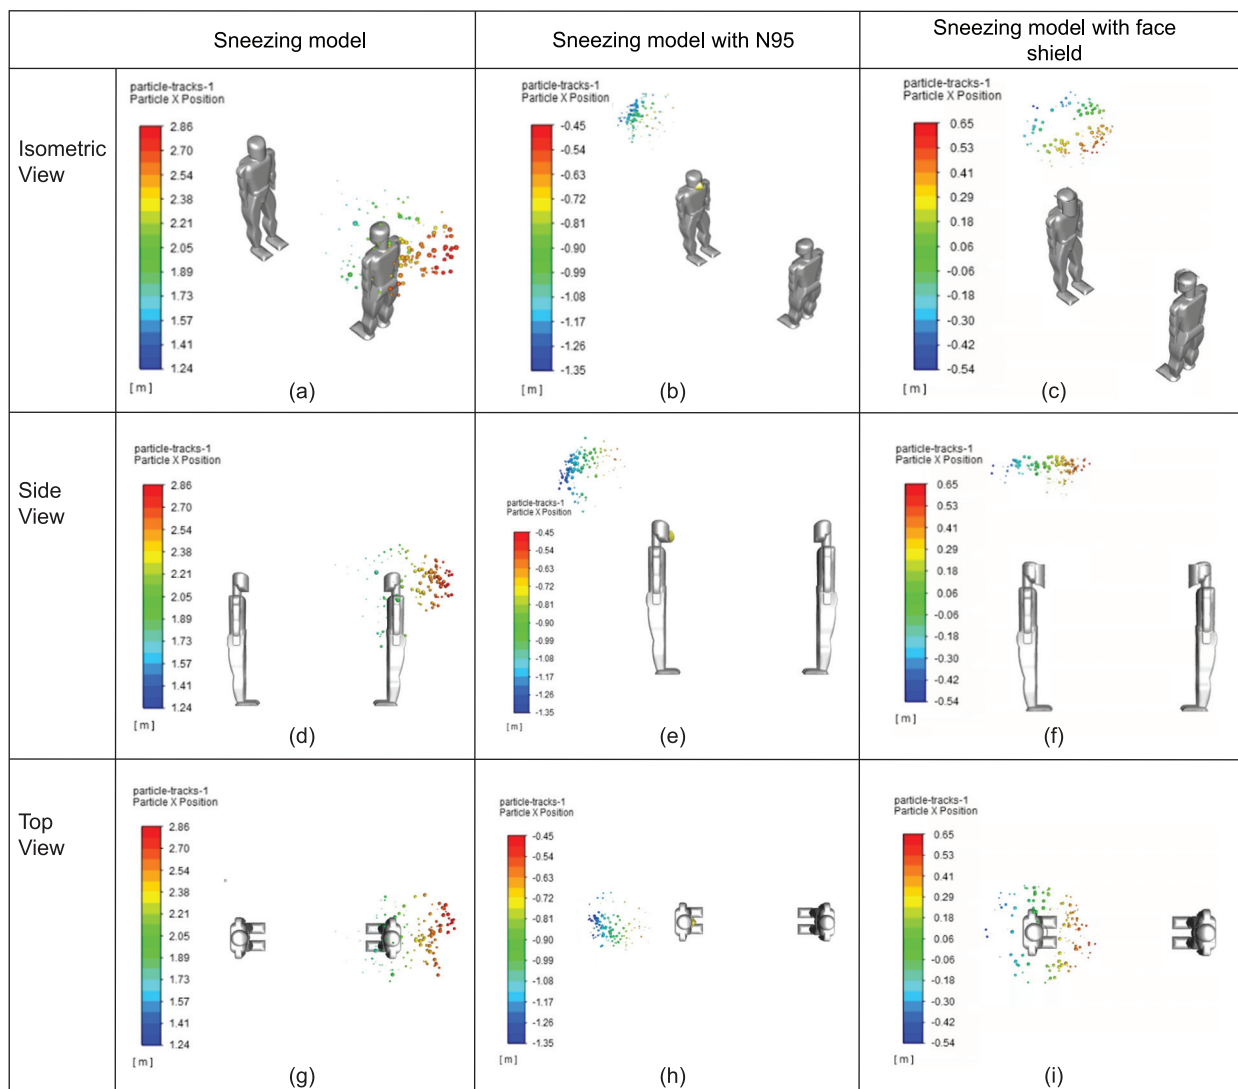 Sneezing model
Sneezing model with N95
Sneezing model with face
shield
Isometric
View
particle-tracks-1
Particle X Position
2.86
2.70
2.54
2.38
2.21
2.05
1.89
1.73
1.57
1.41
1.24
[ m ]
(a)
particle-tracks-1
Particle X Position
-0.45
-0.54
-0.63
-0.72
-0.81
-0.90
-0.99
-1.08
-1.17
-1.26
-1.35
[ m ]
(b)
particle-tracks-1
Particle X Position
0.65
0.53
0.41
0.29
0.18
0.06
-0.06
-0.18
-0.30
-0.42
-0.54
[ m ]
(c)
Side
View
particle-tracks-1
Particle X Position
2.86
2.70
2.54
2.38
2.21
2.05
1.89
1.73
1.57
1.41
1.24
[ m ]
(d)
particle-tracks-1
Particle X Position
-0.45
-0.54
-0.63
-0.72
-0.81
-0.90
-0.99
-1.08
-1.17
-1.26
-1.35
[ m ]
(e)
particle-tracks-1
Particle X Position
0.65
0.53
0.41
0.29
0.18
0.06
-0.06
-0.18
-0.30
-0.42
-0.54
[ m ]
(f)
Top
View
particle-tracks-1
Particle X Position
2.86
2.70
2.54
2.38
2.21
2.05
1.89
1.73
1.57
1.41
1.24
[ m ]
(g)
particle-tracks-1
Particle X Position
-0.45
-0.54
-0.63
-0.72
-0.81
-0.90
-0.99
-1.08
-1.17
-1.26
-1.35
[ m ]
(h)
particle-tracks-1
Particle X Position
0.65
0.53
0.41
0.29
0.18
0.06
-0.06
-0.18
-0.30
-0.42
-0.54
[ m ]
(i)